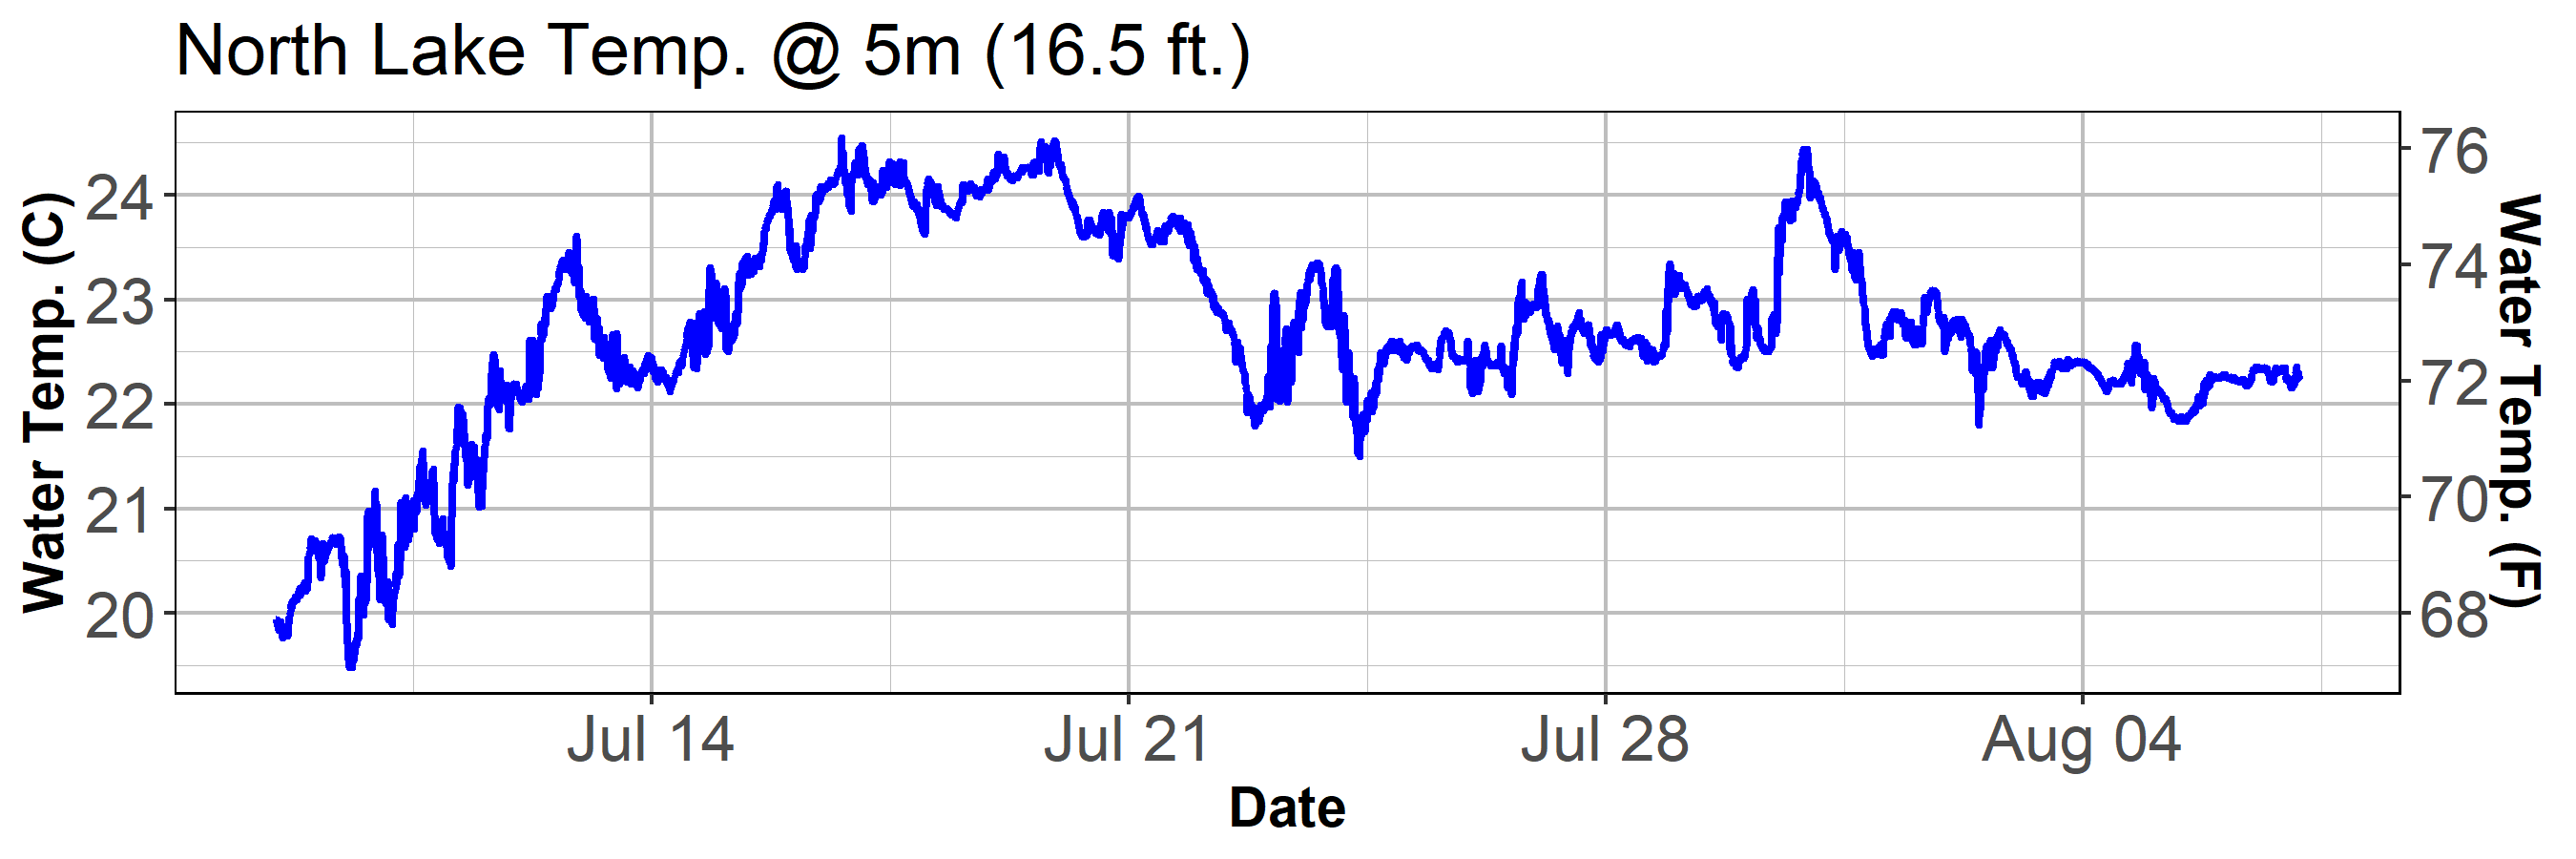 North Lake Temp. @ 5m (16.5 ft.)
Water Temp. (C)
24
23
22
21
20
76
74
72
70
68
Water Temp. (F)
Jul 14 Jul 21 Jul 28 Aug 04
Date